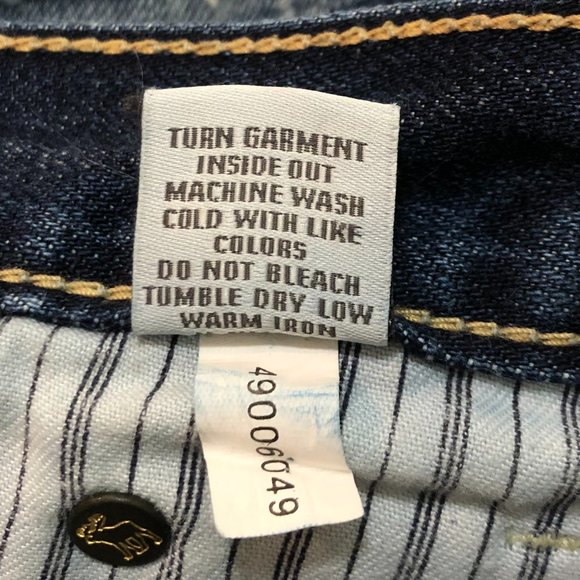 TURN GARMENT
INSIDE OUT
MACHINE WASH
COLD WITH LIKE
COLORS
DO NOT BLEACH
TUMBLE DRY LOW
WARM IRON
49006049